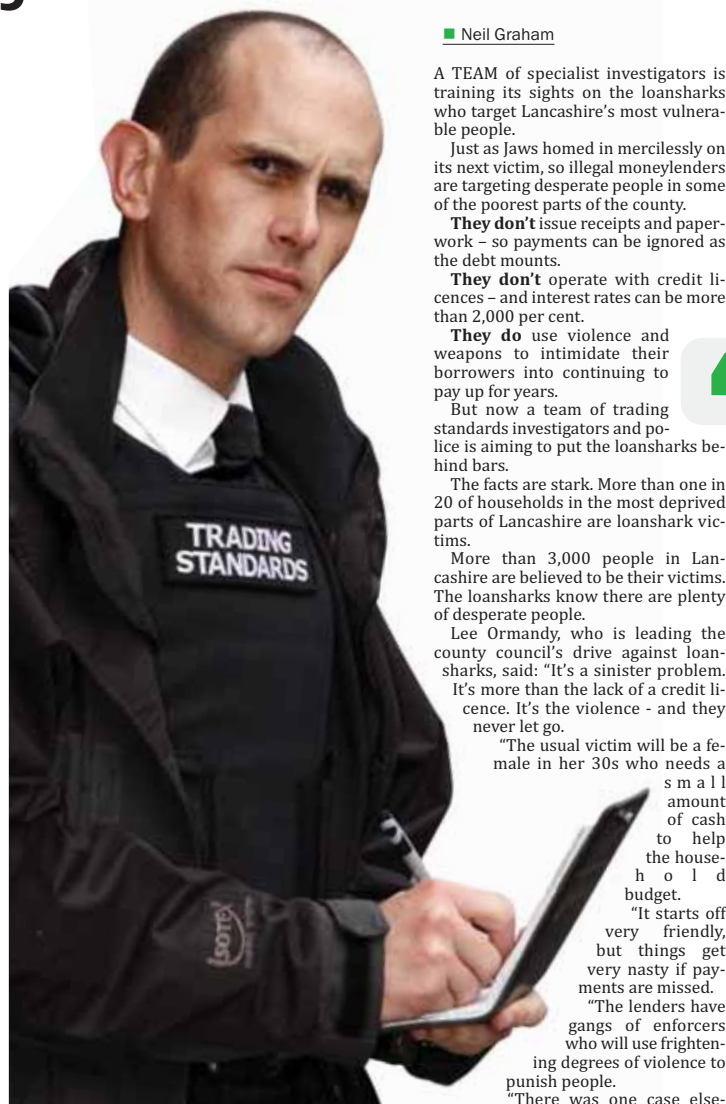 Neil Graham
A TEAM of specialist investigators is
training its sights on the loansharks
who target Lancashire’s most vulnera-
ble people.
Just as Jaws homed in mercilessly on
its next victim, so illegal moneylenders
are targeting desperate people in some
of the poorest parts of the county.
They don’t issue receipts and paper-
work – so payments can be ignored as
the debt mounts.
They don’t operate with credit li-
cences – and interest rates can be more
than 2,000 per cent.
They do use violence and
weapons to intimidate their
borrowers into continuing to
pay up for years.
But now a team of trading
standards investigators and po-
lice is aiming to put the loansharks be-
hind bars.
The facts are stark. More than one in
20 of households in the most deprived
parts of Lancashire are loanshark vic-
tims.
More than 3,000 people in Lan-
cashire are believed to be their victims.
The loansharks know there are plenty
of desperate people.
Lee Ormandy, who is leading the
county council’s drive against loan-
sharks, said: “It’s a sinister problem.
It’s more than the lack of a credit li-
cence. It’s the violence - and they
never let go.
“The usual victim will be a fe-
male in her 30s who needs a
small
amount
of cash
to help
the house-
hold
budget.
“It starts off
very friendly,
but things get
very nasty if pay-
ments are missed.
“The lenders have
gangs of enforcers
who will use frighten-
ing degrees of violence to
punish people.
“There was one case else-
TRADING
STANDARDS